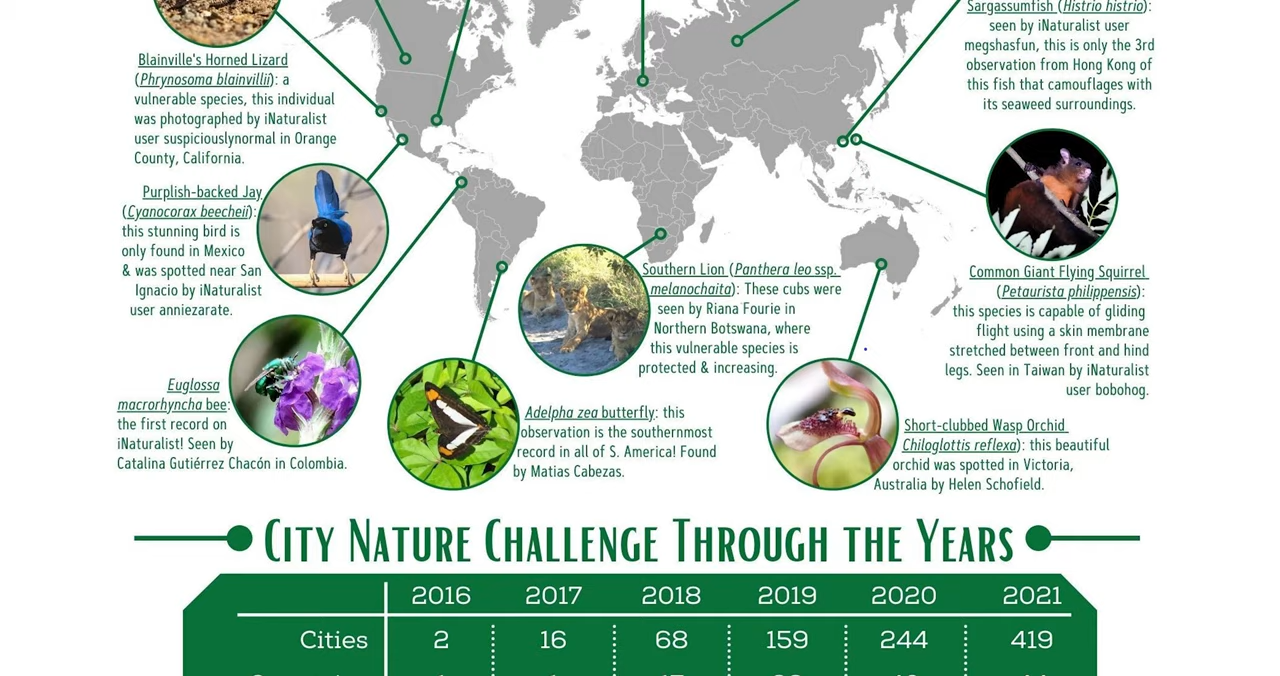 Blainville's Horned Lizard
(Phrynosoma blainvillii): a
vulnerable species, this individual
was photographed by iNaturalist
user suspiciouslynormal in Orange
County, California.
Purplish-backed Jay
(Cyanocorax beecheii):
this stunning bird is
only found in Mexico
& was spotted near San
Ignacio by iNaturalist
user anniezarate.
Euglossa
macrorhyncha bee:
the first record on
iNaturalist! Seen by
Catalina Gutiérrez Chacón in Colombia.
Adelpha zea butterfly: this
observation is the southernmost
record in all of S. America! Found
by Matias Cabezas.
Southern Lion (Panthera leo ssp.
melanochaita): These cubs were
seen by Riana Fourie in
Northern Botswana, where
this vulnerable species is
protected & increasing.
Sargassumfish (Histrio histrio):
seen by iNaturalist user
megshasfun, this is only the 3rd
observation from Hong Kong of
this fish that camouflages with
its seaweed surroundings.
Common Giant Flying Squirrel
(Petaurista philippensis):
this species is capable of gliding
flight using a skin membrane
stretched between front and hind
legs. Seen in Taiwan by iNaturalist
user bobohog.
Short-clubbed Wasp Orchid
Chiloglottis reflexa): this beautiful
orchid was spotted in Victoria,
Australia by Helen Schofield.
City Nature Challenge Through the Years
2016 2017 2018 2019 2020 2021
Cities 2 16 68 159 244 419